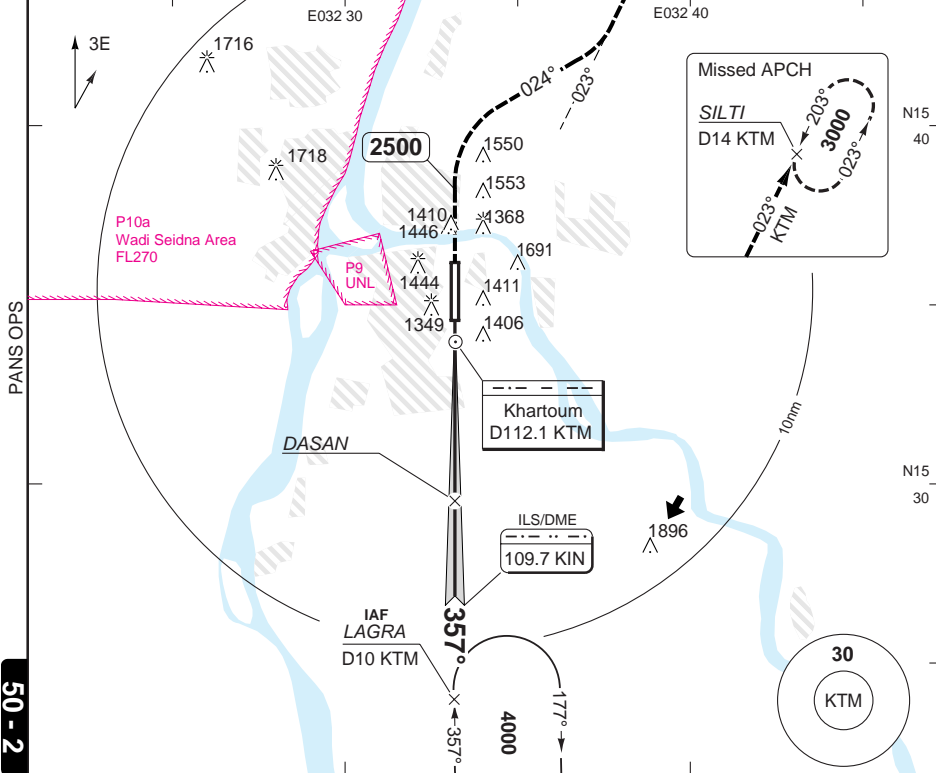 E032 30
E032 40
3E
1716
024°
023°
Missed APCH
SILTI
D14 KTM
203°
3000
023°
023°
KTM
N15
40
1718
2500
1550
1553
1410
1368
1446
P10a
Wadi Seidna Area
FL270
P9
UNL
1691
1444
1411
1349
1406
PANS OPS
Khartoum
D112.1 KTM
10nm
DASAN
N15
30
ILS/DME
109.7 KIN
1896
IAF
LAGRA
D10 KTM
357°
357°
4000
177°
30
KTM
50 - 2